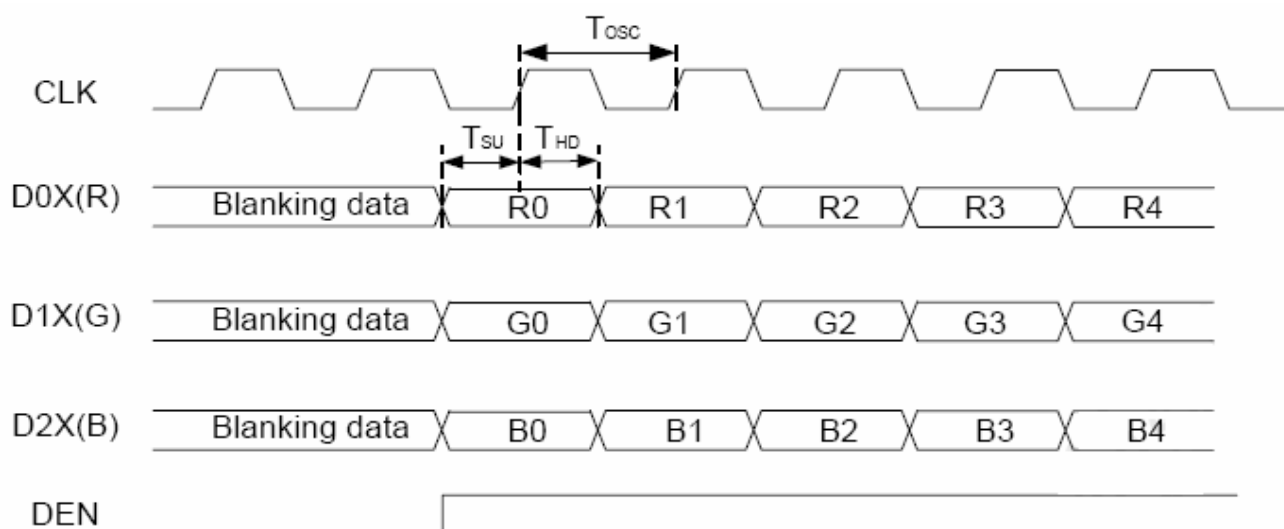 Tosc
CLK
TSU THD
D0X(R) Blanking data R0 R1 R2 R3 R4
D1X(G) Blanking data G0 G1 G2 G3 G4
D2X(B) Blanking data B0 B1 B2 B3 B4
DEN